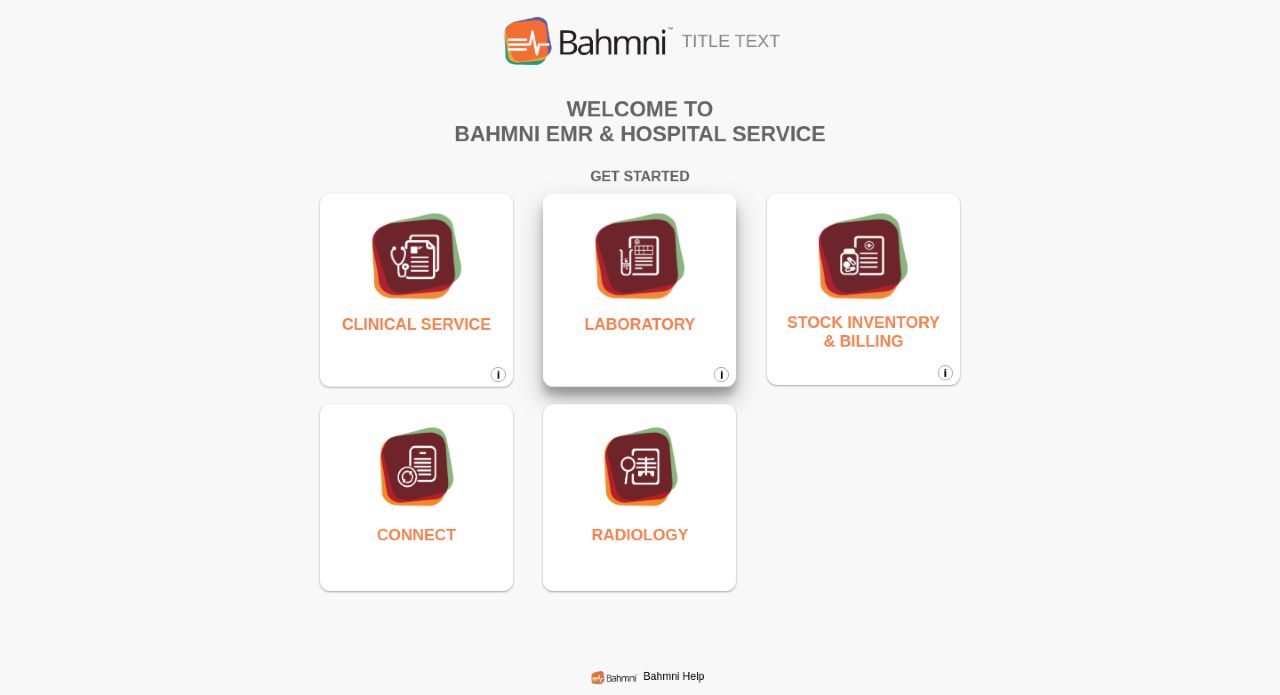 Bahmni™ TITLE TEXT
WELCOME TO
BAHMNI EMR & HOSPITAL SERVICE
GET STARTED
CLINICAL SERVICE
i
LABORATORY
i
STOCK INVENTORY
& BILLING
i
CONNECT
RADIOLOGY
Bahmni Bahmni Help